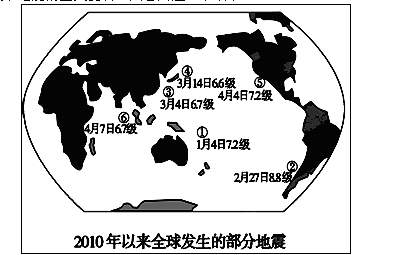 ④
3月14日6.6级
⑤
4月4日7.2级
③
3月4日6.7级
⑥
4月7日6.7级
①
1月4日7.2级
②
2月27日8.8级
2010年以来全球发生的部分地震